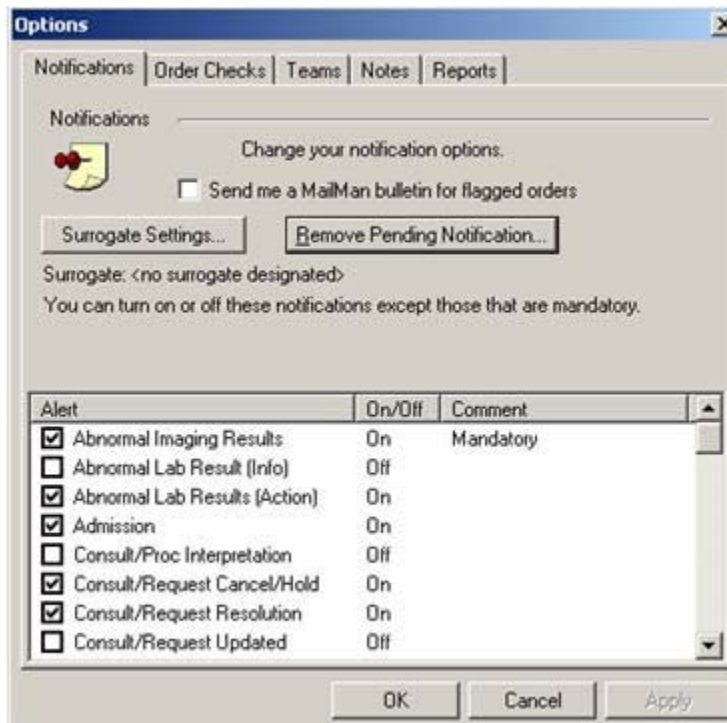 Options
Notifications Order Checks Teams Notes Reports
Notifications
Change your notification options.
Send me a MailMan bulletin for flagged orders
Surrogate Settings... Remove Pending Notification...
Surrogate: <no surrogate designated>
You can turn on or off these notifications except those that are mandatory.
Alert On/Off Comment
Abnormal Imaging Results On Mandatory
Abnormal Lab Result (Info) Off
Abnormal Lab Results (Action) On
Admission On
Consult/Proc Interpretation Off
Consult/Request Cancel/Hold On
Consult/Request Resolution On
Consult/Request Updated Off
OK Cancel Apply